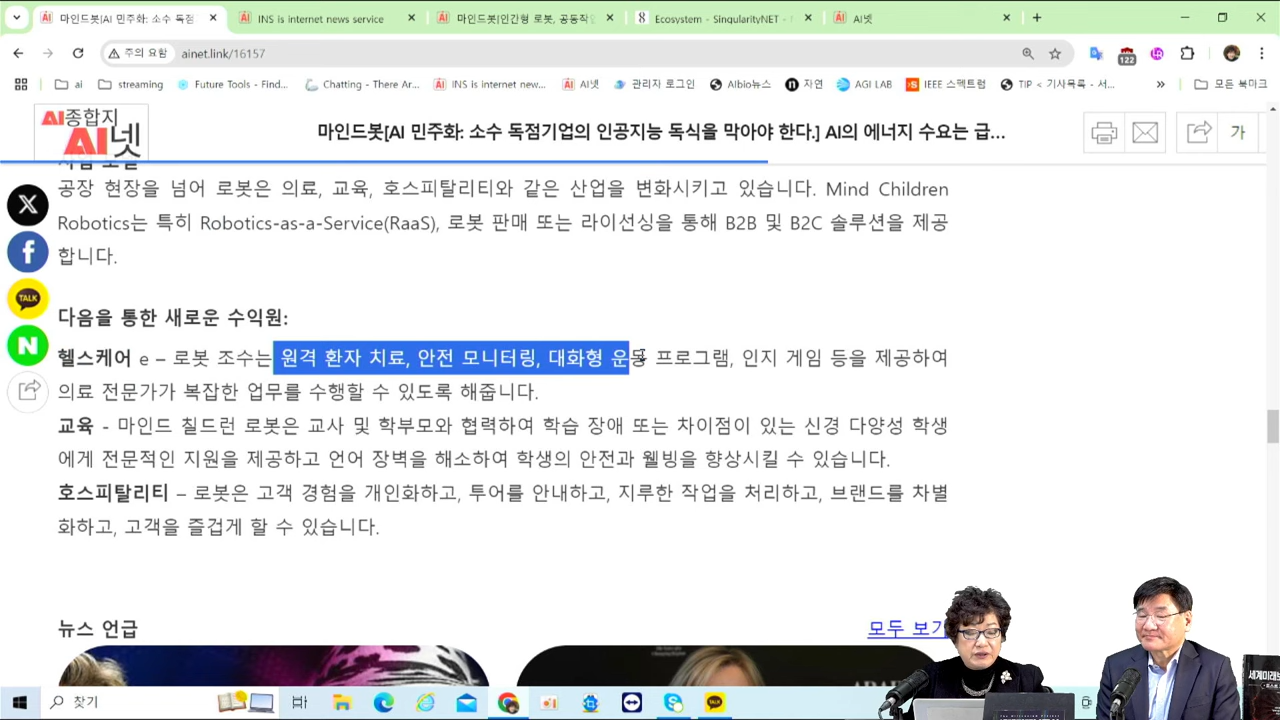 마인드봇[AI 민주화: 소수 독점
INS is internet news service
마인드봇[인간형 로봇, 공동작업
Ecosystem - SingularityNET -
AI넷
주의 요함
ainet.link/16157
122
ai
streaming
Future Tools - Find...
Chatting - There Ar...
INS is internet new...
AI넷
관리자 로그인
Albio뉴스
자연
AGI LAB
IEEE 스펙트럼
TIP < 기사목록 - 서...
모든 북마크
AI종합지
AI넷
마인드봇[AI 민주화: 소수 독점기업의 인공지능 독식을 막아야 한다.] AI의 에너지 수요는 급...
가
공장 현장을 넘어 로봇은 의료, 교육, 호스피탈리티와 같은 산업을 변화시키고 있습니다. Mind Children
Robotics는 특히 Robotics-as-a-Service(RaaS), 로봇 판매 또는 라이선싱을 통해 B2B 및 B2C 솔루션을 제공
합니다.
다음을 통한 새로운 수익원:
헬스케어 e – 로봇 조수는 원격 환자 치료, 안전 모니터링, 대화형 운동 프로그램, 인지 게임 등을 제공하여
의료 전문가가 복잡한 업무를 수행할 수 있도록 해줍니다.
교육 - 마인드 칠드런 로봇은 교사 및 학부모와 협력하여 학습 장애 또는 차이점이 있는 신경 다양성 학생
에게 전문적인 지원을 제공하고 언어 장벽을 해소하여 학생의 안전과 웰빙을 향상시킬 수 있습니다.
호스피탈리티 – 로봇은 고객 경험을 개인화하고, 투어를 안내하고, 지루한 작업을 처리하고, 브랜드를 차별
화하고, 고객을 즐겁게 할 수 있습니다.
뉴스 언급
모두 보기
TALK
N
찾기
TALK
세계미래보